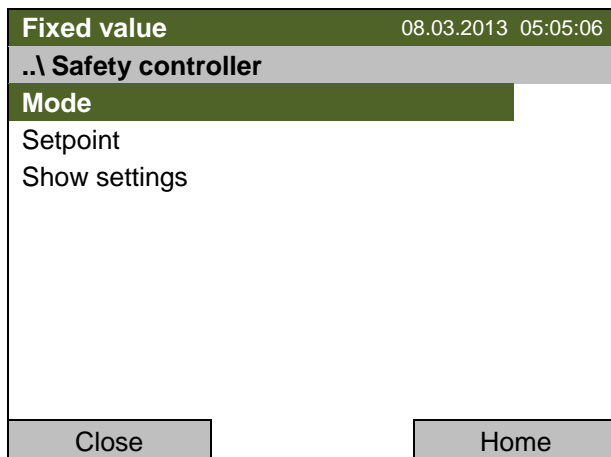 Fixed value 08.03.2013 05:05:06
..\ Safety controller
Mode
Setpoint
Show settings
Close Home